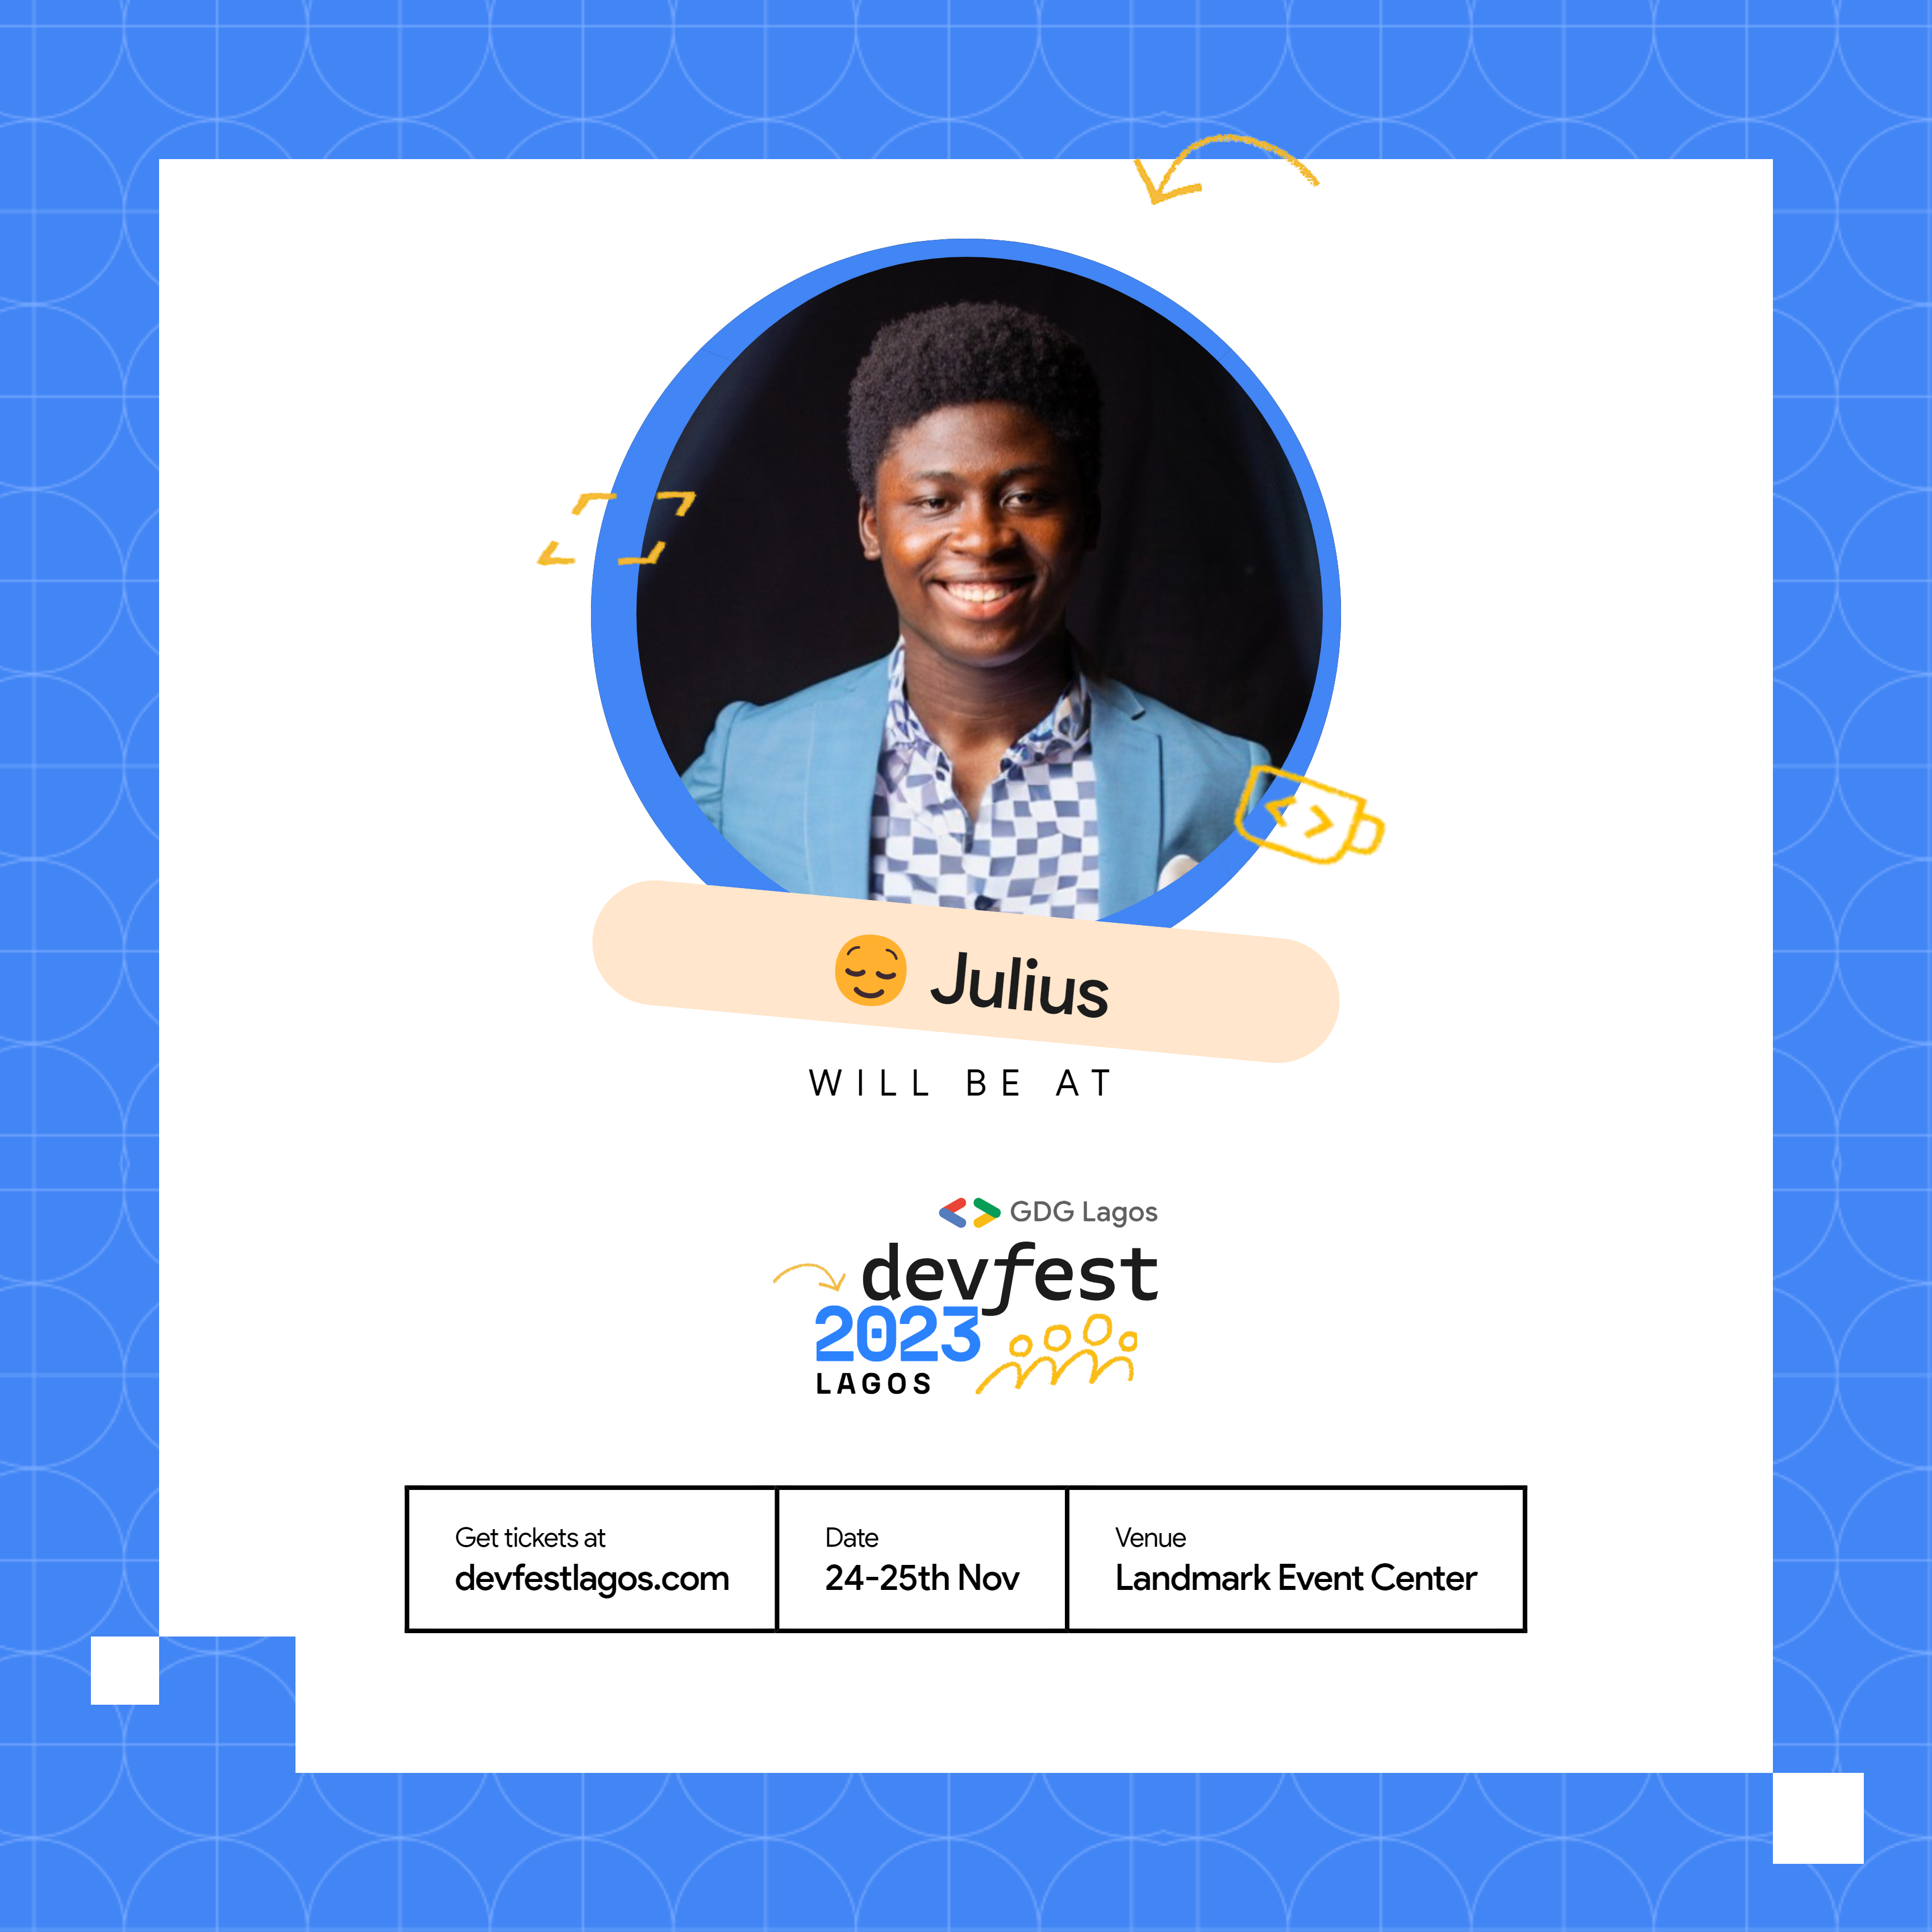 😌 Julius
WILL BE AT
GDG Lagos
devfest
2023
LAGOS
Get tickets at
devfestlagos.com
Date
24-25th Nov
Venue
Landmark Event Center